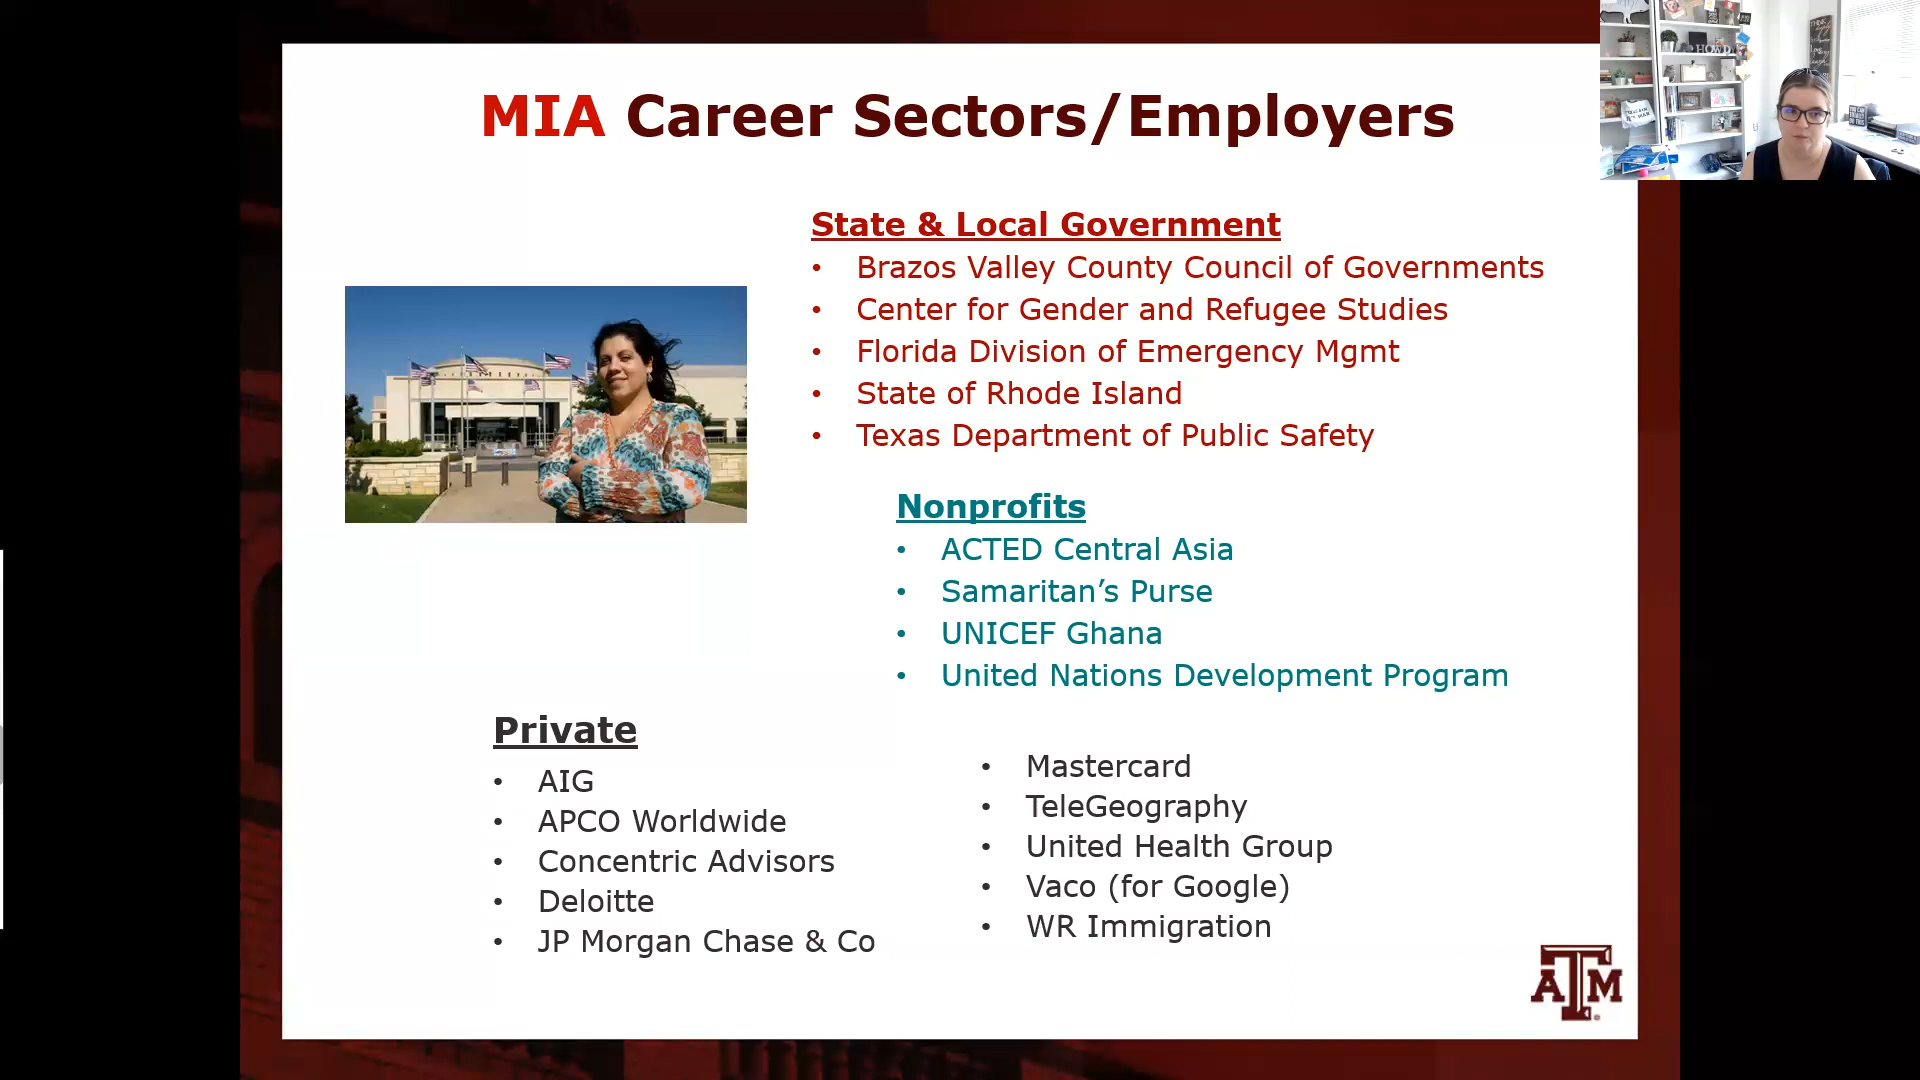 MIA Career Sectors/Employers
State & Local Government
• Brazos Valley County Council of Governments
• Center for Gender and Refugee Studies
• Florida Division of Emergency Mgmt
• State of Rhode Island
• Texas Department of Public Safety
Nonprofits
• ACTED Central Asia
• Samaritan’s Purse
• UNICEF Ghana
• United Nations Development Program
Private
• AIG
• APCO Worldwide
• Concentric Advisors
• Deloitte
• JP Morgan Chase & Co
• Mastercard
• TeleGeography
• United Health Group
• Vaco (for Google)
• WR Immigration
ATM
HOWD